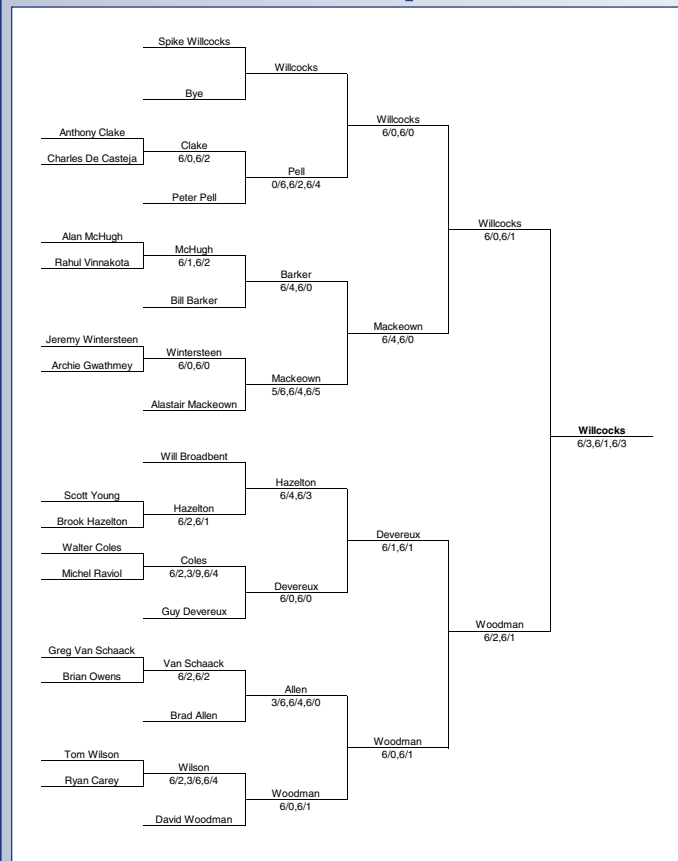 Spike Willcocks
Willcocks
Bye
Willcocks
6/0,6/0
Anthony Clake
Clake
6/0,6/2
Charles De Casteja
Pell
0/6,6/2,6/4
Peter Pell
Willcocks
6/0,6/1
Alan McHugh
McHugh
6/1,6/2
Rahul Vinnakota
Barker
6/4,6/0
Bill Barker
Mackeown
6/4,6/0
Jeremy Wintersteen
Wintersteen
6/0,6/0
Archie Gwathmey
Mackeown
5/6,6/4,6/5
Alastair Mackeown
Willcocks
6/3,6/1,6/3
Will Broadbent
Hazelton
6/4,6/3
Scott Young
Hazelton
6/2,6/1
Brook Hazelton
Devereux
6/1,6/1
Walter Coles
Coles
6/2,3/9,6/4
Michel Raviol
Devereux
6/0,6/0
Guy Devereux
Woodman
6/2,6/1
Greg Van Schaack
Van Schaack
6/2,6/2
Brian Owens
Allen
3/6,6/4,6/0
Brad Allen
Woodman
6/0,6/1
Tom Wilson
Wilson
6/2,3/6,6/4
Ryan Carey
Woodman
6/0,6/1
David Woodman